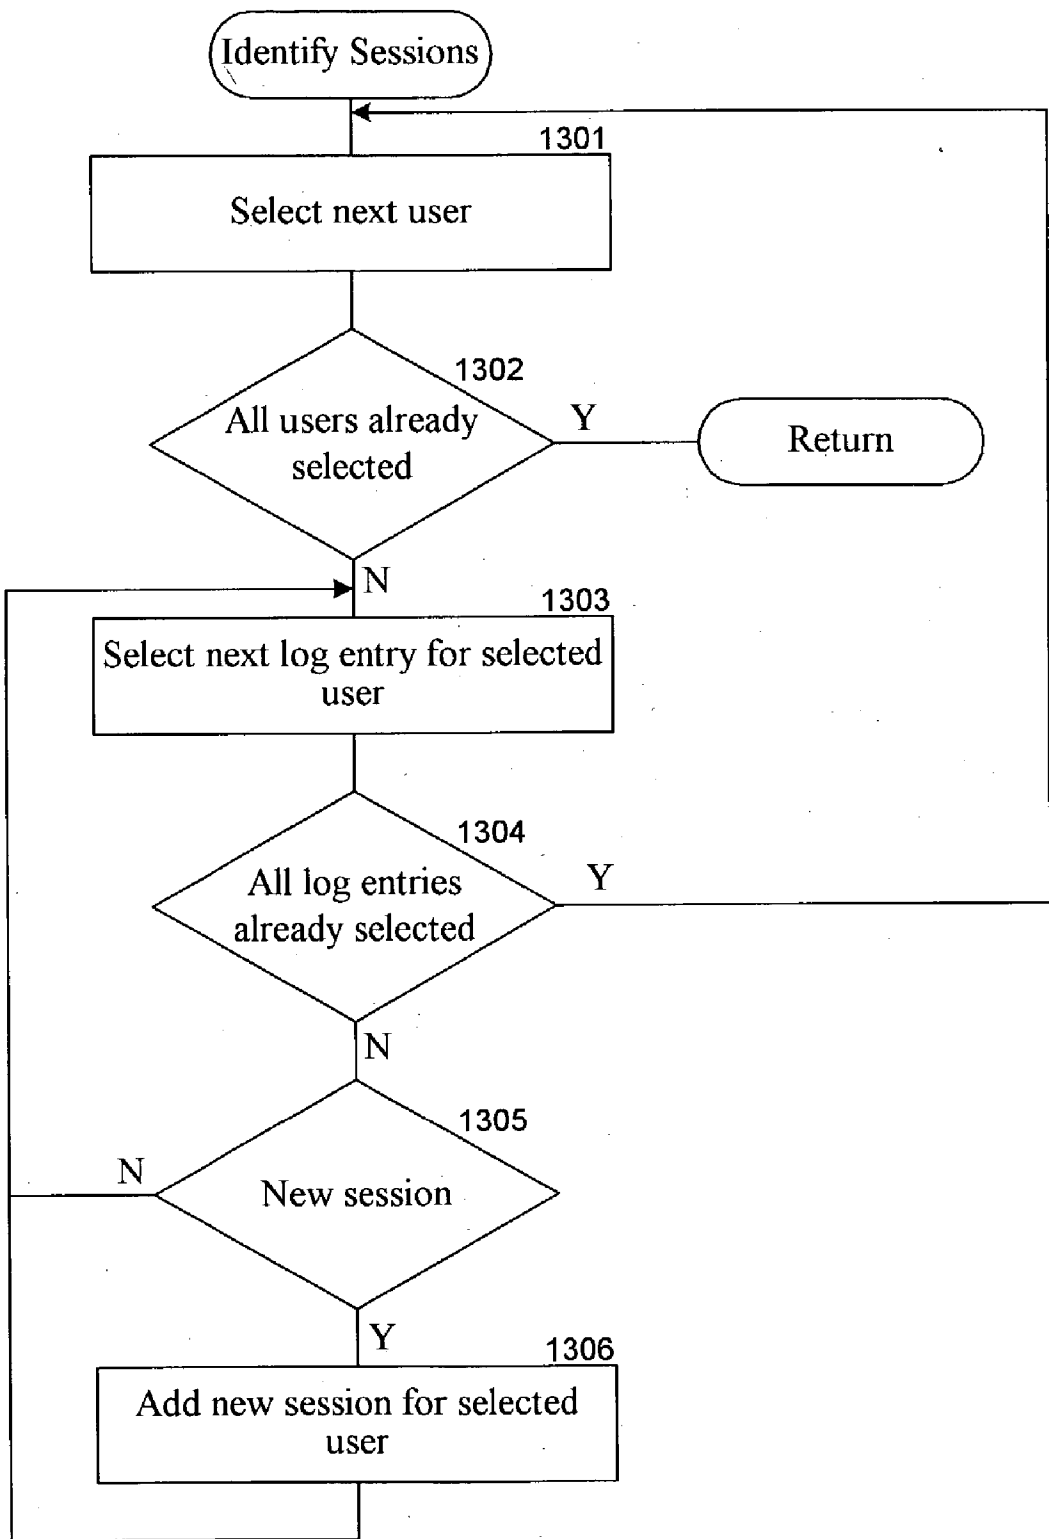 Identify Sessions
1301
Select next user
1302
All users already
selected
Y
Return
N
1303
Select next log entry for selected
user
1304
All log entries
already selected
Y
N
1305
New session
N
Y
1306
Add new session for selected
user